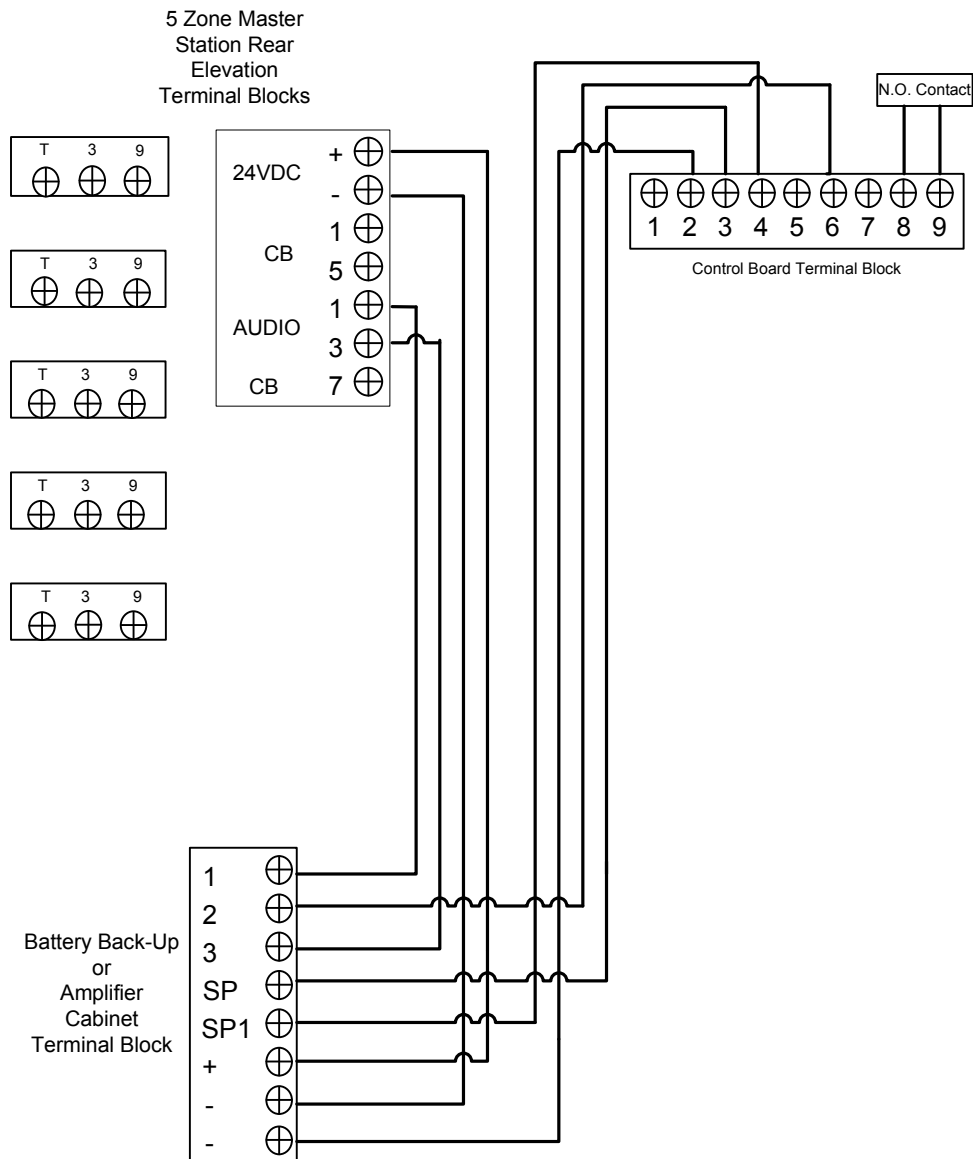 5 Zone Master
Station Rear
Elevation
Terminal Blocks
T 3 9
T 3 9
T 3 9
T 3 9
T 3 9
24VDC
+
-
CB
1
5
AUDIO
1
3
CB
7
N.O. Contact
1 2 3 4 5 6 7 8 9
Control Board Terminal Block
Battery Back-Up
or
Amplifier
Cabinet
Terminal Block
1
2
3
SP
SP1
+
-
-